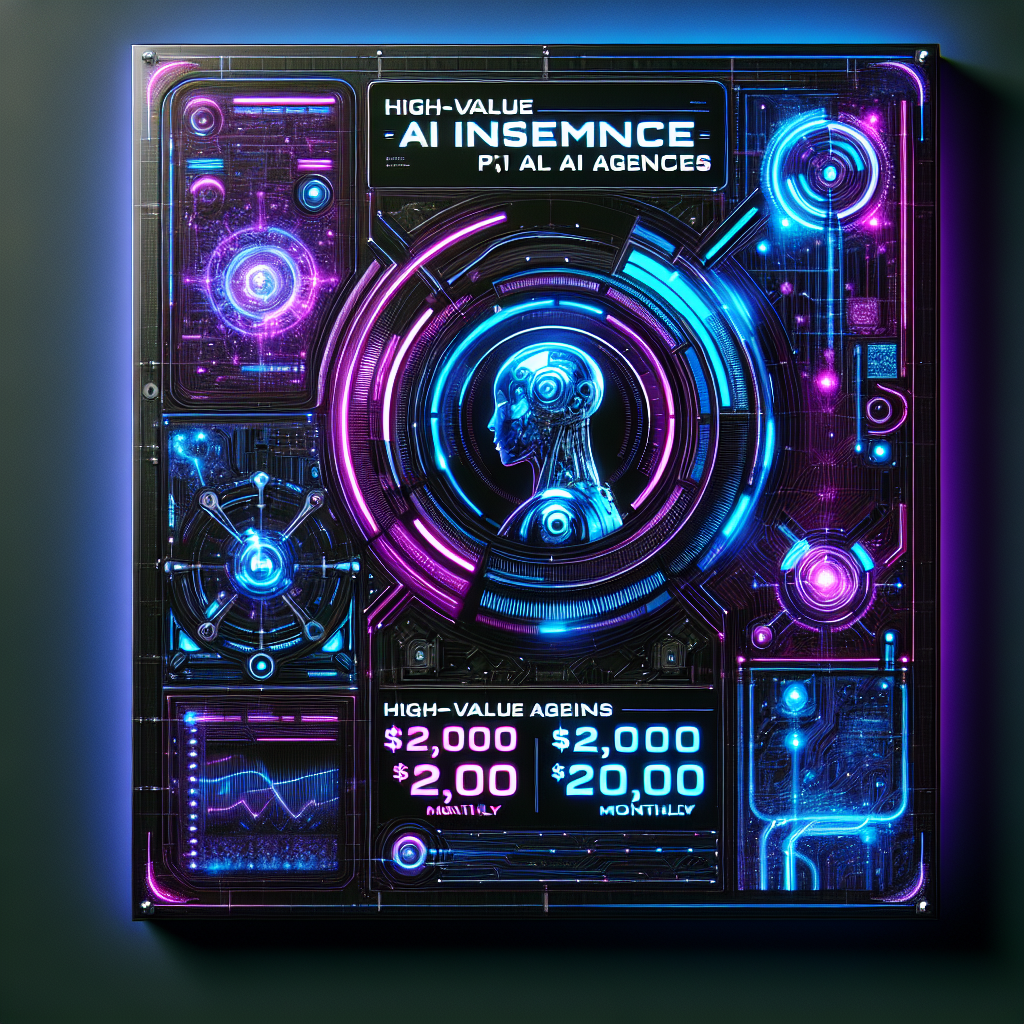 HIGH-VALUE
AI INSEMNCE
AL AI AGENCES
HIGH-VALUE AGEINS
$2,000 $2,000
$2,00 $20,00
MONTHLY